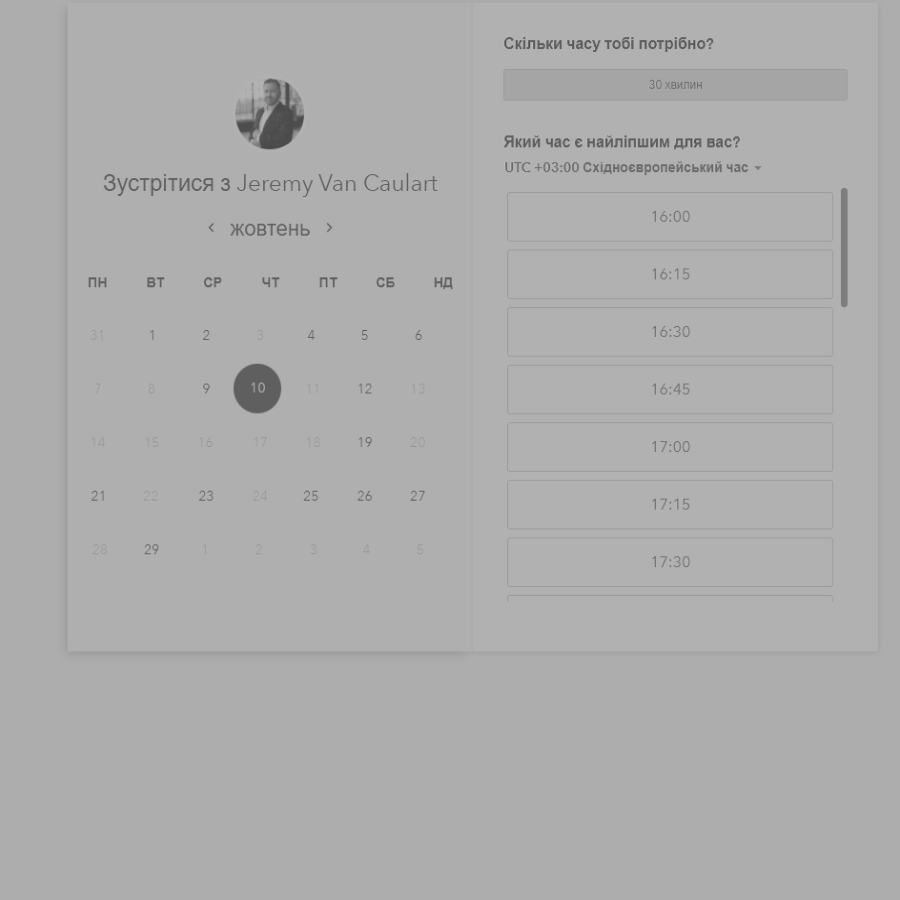 Зустрітися з Jeremy Van Caulart
‹ жовтень ›
ПН ВТ СР ЧТ ПТ СБ НД
31 1 2 3 4 5 6
7 8 9 10 11 12 13
14 15 16 17 18 19 20
21 22 23 24 25 26 27
28 29 1 2 3 4 5
Скільки часу тобі потрібно?
30 хвилин
Який час є найліпшим для вас?
UTC +03:00 Східноєвропейський час
16:00
16:15
16:30
16:45
17:00
17:15
17:30